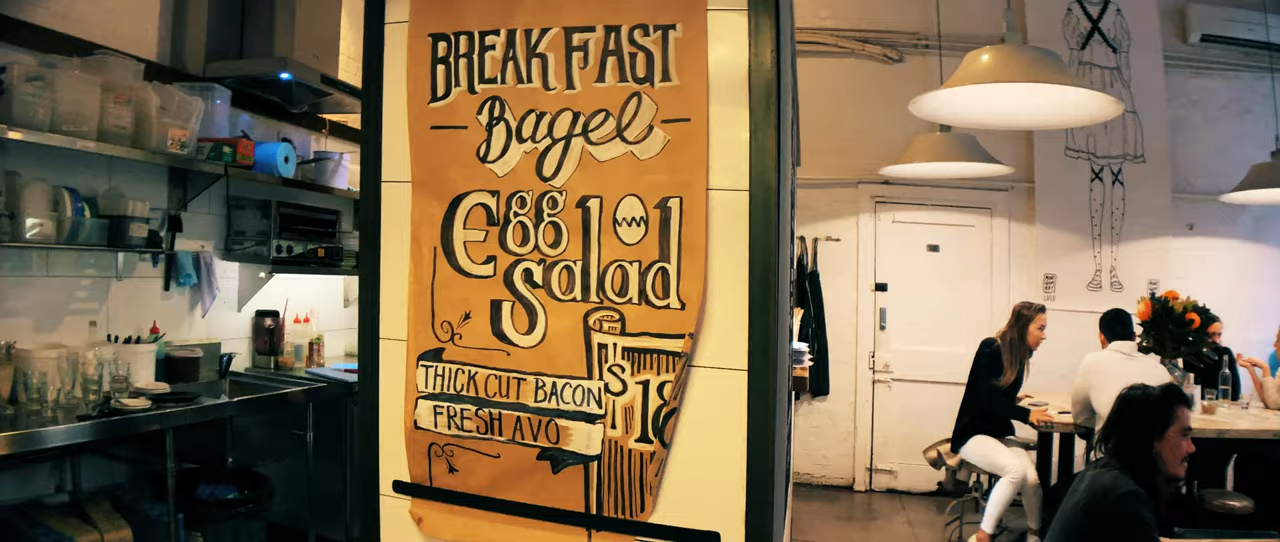 BREAKFAST
Bagel
Egg
Salad
THICK CUT BACON
FRESH AVO
$18